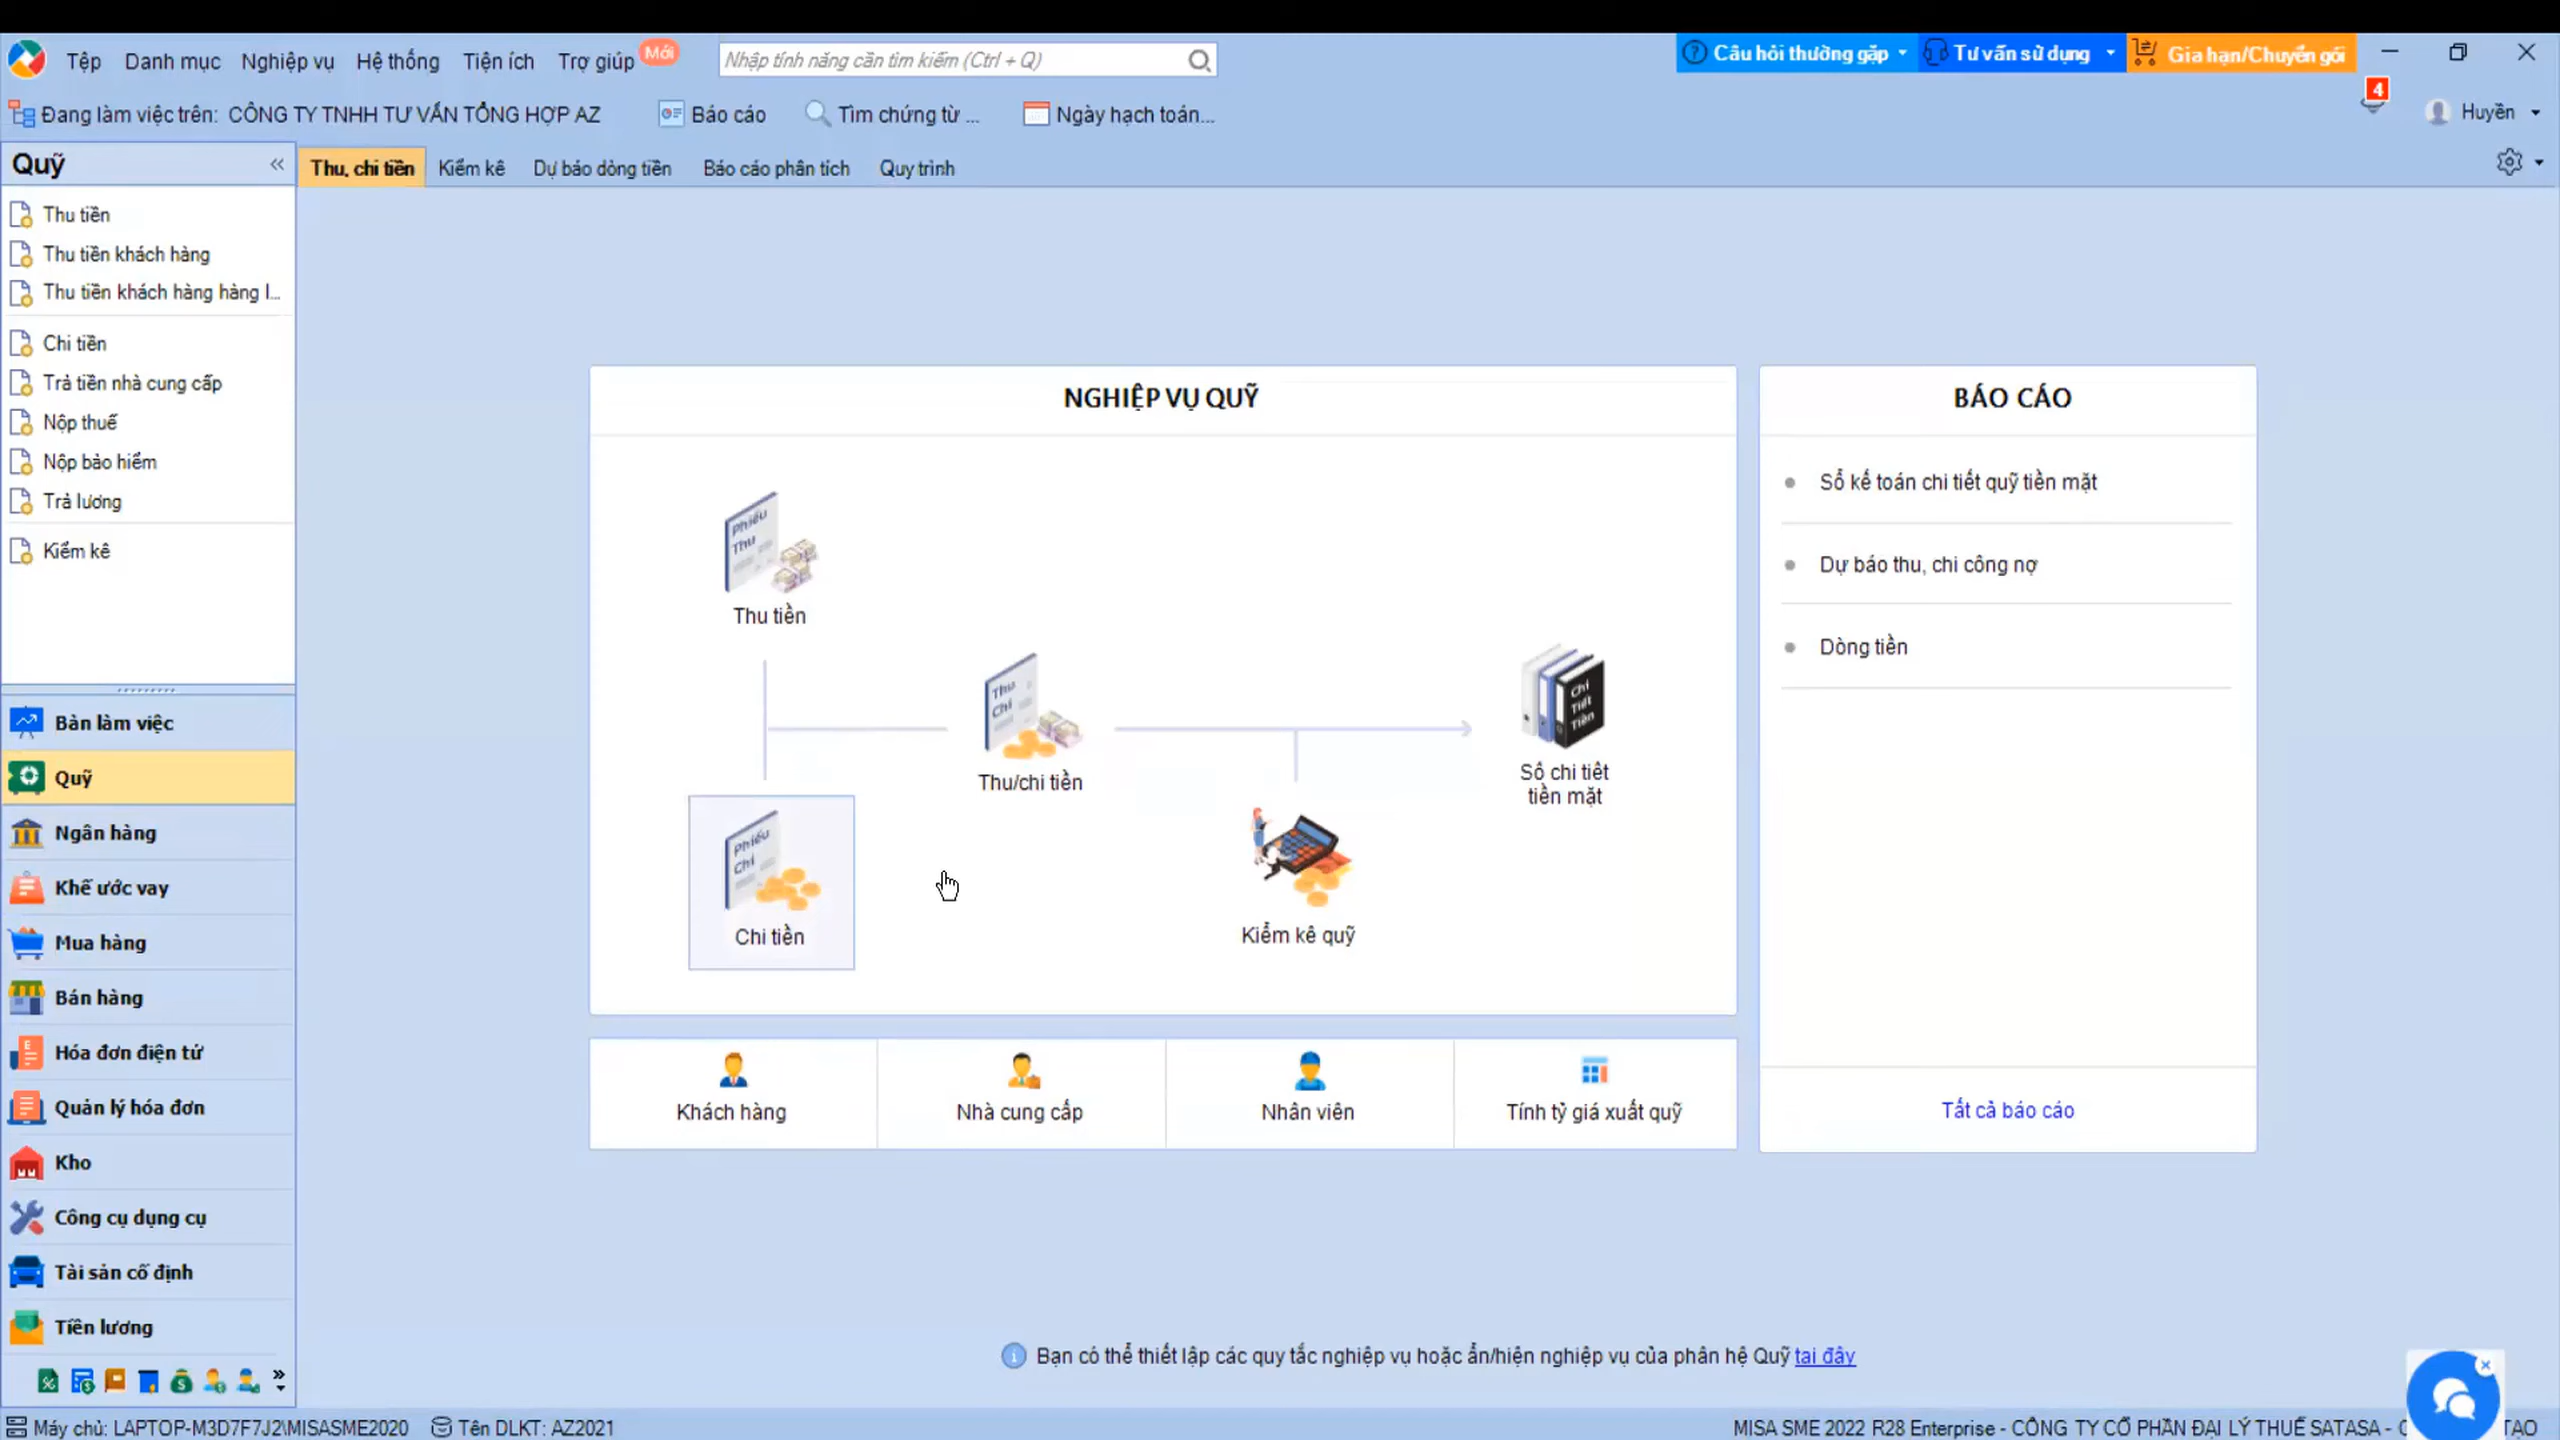 Tệp Danh mục Nghiệp vụ Hệ thống Tiện ích Trợ giúp Mới Nhập tính năng cần tìm kiếm (Ctrl + Q) Câu hỏi thường gặp Tư vấn sử dụng Gia hạn/Chuyển gói
Đang làm việc trên: CÔNG TY TNHH TƯ VẤN TỔNG HỢP AZ Báo cáo Tìm chứng từ ... Ngày hạch toán... 4 Huyền
Quỹ « Thu, chi tiền Kiểm kê Dự báo dòng tiền Báo cáo phân tích Quy trình
Thu tiền
Thu tiền khách hàng
Thu tiền khách hàng hàng l...
Chi tiền
Trả tiền nhà cung cấp
Nộp thuế
Nộp bảo hiểm
Trả lương
Kiểm kê
Bàn làm việc
Quỹ
Ngân hàng
Khế ước vay
Mua hàng
Bán hàng
Hóa đơn điện tử
Quản lý hóa đơn
Kho
Công cụ dụng cụ
Tài sản cố định
Tiền lương
NGHIỆP VỤ QUỸ
Phiếu
Thu
Thu tiền
Thu
Chi
Thu/chi tiền
Chi
Tiết
Tiền
Sổ chi tiết
tiền mặt
Phiếu
Chi
Chi tiền
Kiểm kê quỹ
Khách hàng Nhà cung cấp Nhân viên Tính tỷ giá xuất quỹ
BÁO CÁO
Sổ kế toán chi tiết quỹ tiền mặt
Dự báo thu, chi công nợ
Dòng tiền
Tất cả báo cáo
Bạn có thể thiết lập các quy tắc nghiệp vụ hoặc ẩn/hiện nghiệp vụ của phân hệ Quỹ tại đây
Máy chủ: LAPTOP-M3D7F7J2\MISASME2020 Tên DLKT: AZ2021 MISA SME 2022 R28 Enterprise - CÔNG TY CỔ PHẦN ĐẠI LÝ THUẾ SATASA - TẠO